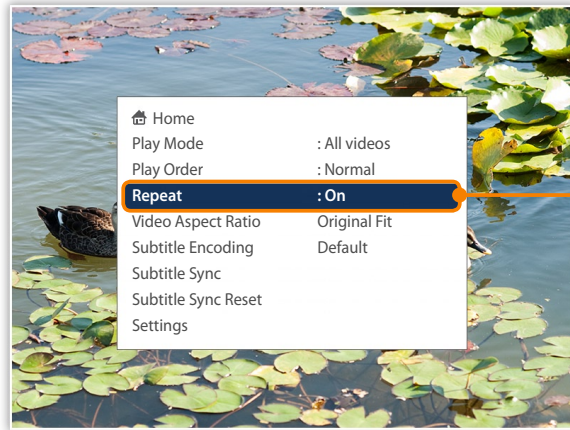 Home
Play Mode : All videos
Play Order : Normal
Repeat : On
Video Aspect Ratio Original Fit
Subtitle Encoding Default
Subtitle Sync
Subtitle Sync Reset
Settings